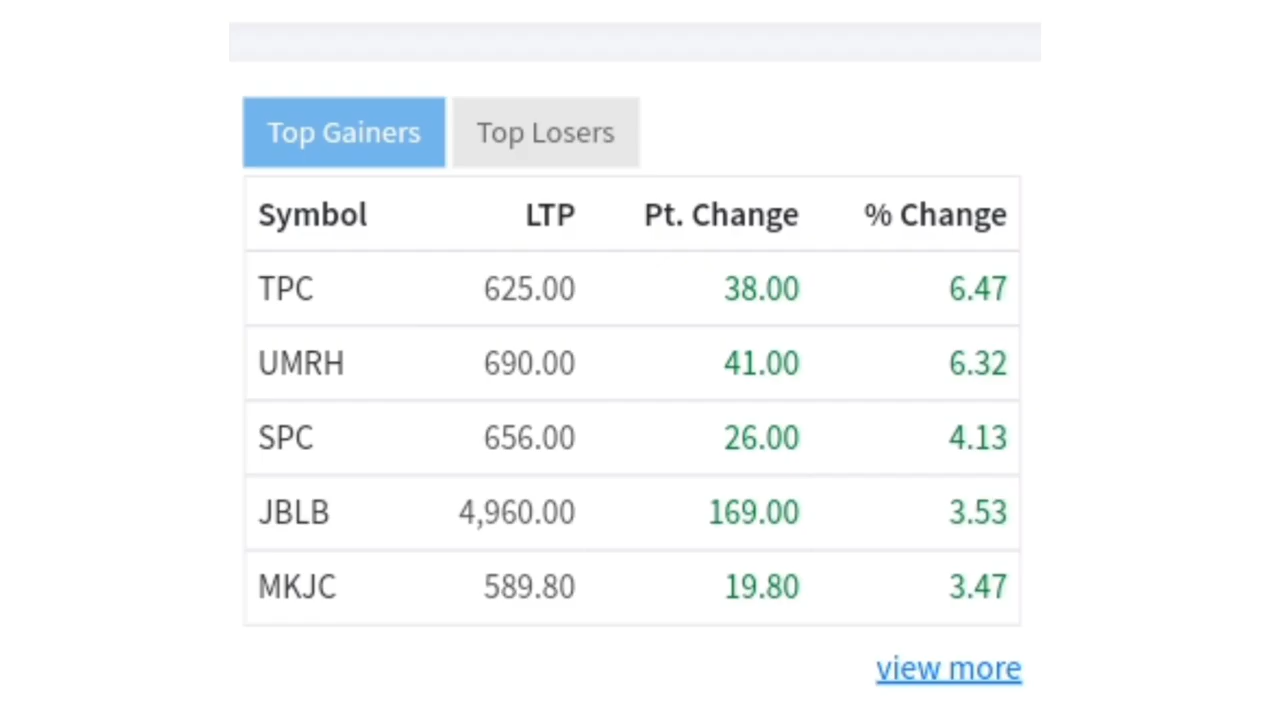 Top Gainers Top Losers
Symbol LTP Pt. Change % Change
TPC 625.00 38.00 6.47
UMRH 690.00 41.00 6.32
SPC 656.00 26.00 4.13
JBLB 4,960.00 169.00 3.53
MKJC 589.80 19.80 3.47
view more